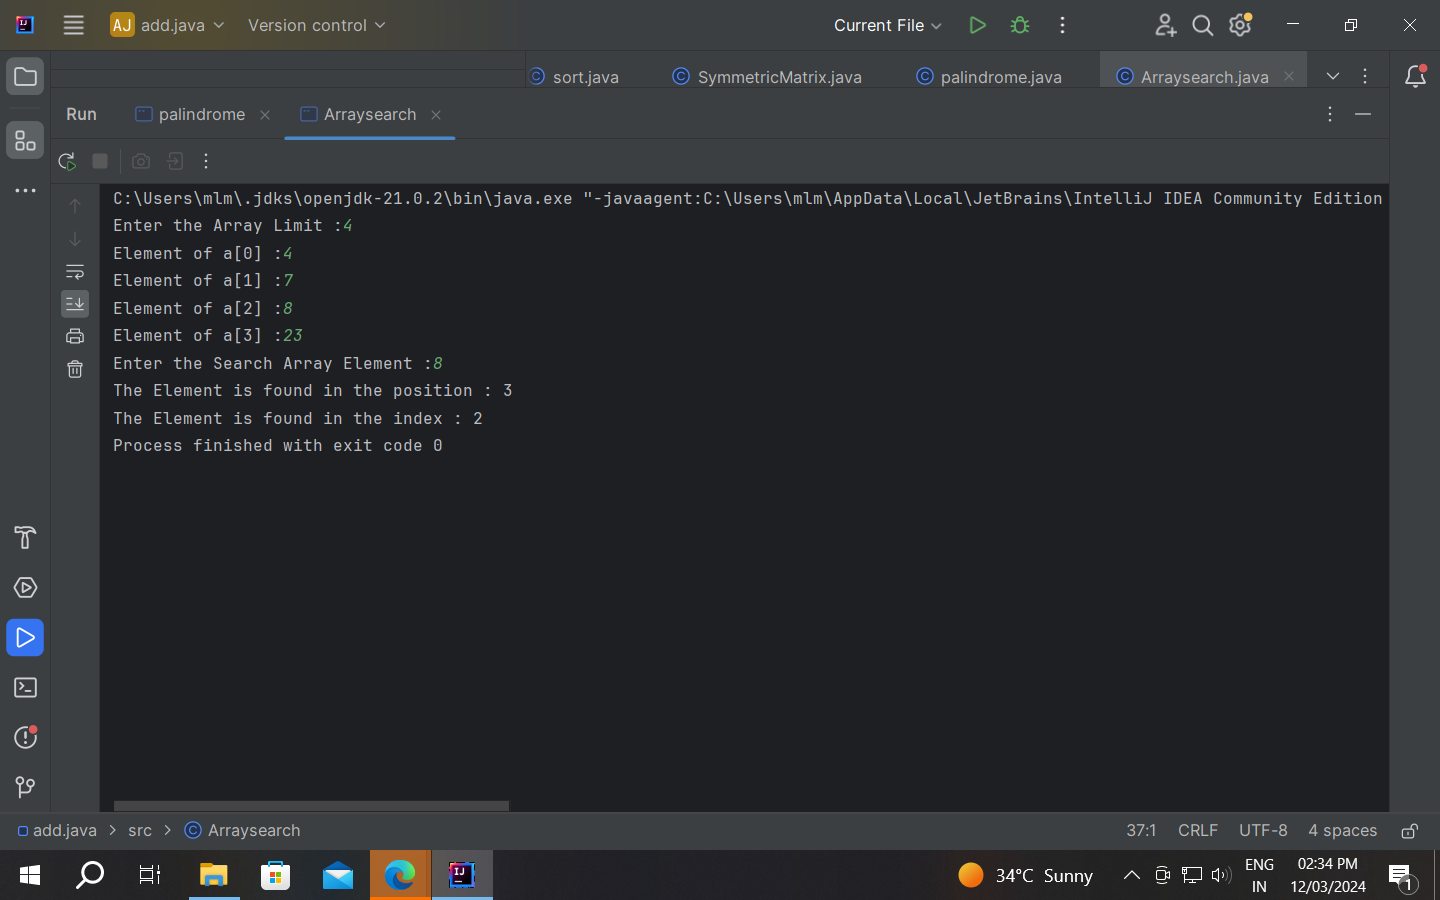 AJ add.java Version control Current File
sort.java SymmetricMatrix.java palindrome.java Arraysearch.java
Run palindrome Arraysearch
C:\Users\mlm\.jdks\openjdk-21.0.2\bin\java.exe "-javaagent:C:\Users\mlm\AppData\Local\JetBrains\IntelliJ IDEA Community Edition
Enter the Array Limit :4
Element of a[0] :4
Element of a[1] :7
Element of a[2] :8
Element of a[3] :23
Enter the Search Array Element :8
The Element is found in the position : 3
The Element is found in the index : 2
Process finished with exit code 0
add.java > src > Arraysearch 37:1 CRLF UTF-8 4 spaces
34°C Sunny ENG IN 02:34 PM 12/03/2024 1